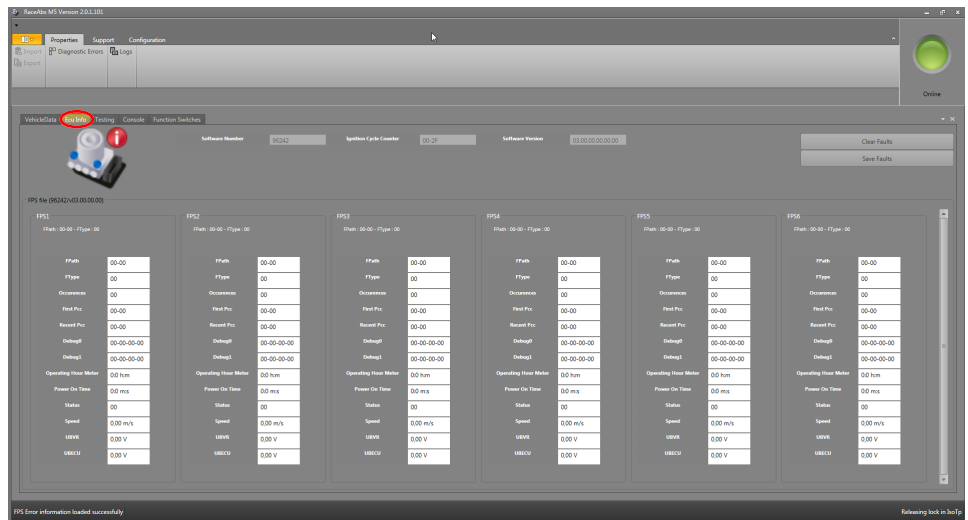 RaceAbs M5 Version 2.0.1.101
Properties Support Configuration
Import Diagnostic Errors Logs
Export
Online
VehicleData Ecu Info Testing Console Function Switches
Software Number 96242 Ignition Cycle Counter 00-2F Software Version 03.00.00.00.00.00 Clear Faults
Save Faults
FPS file (96242/v03.00.00.00)
FPS1 FPS2 FPS3 FPS4 FPS5 FPS6
FPath : 00-00 - FType : 00 FPath : 00-00 - FType : 00 FPath : 00-00 - FType : 00 FPath : 00-00 - FType : 00 FPath : 00-00 - FType : 00 FPath : 00-00 - FType : 00
FPath 00-00 FPath 00-00 FPath 00-00 FPath 00-00 FPath 00-00 FPath 00-00
FType 00 FType 00 FType 00 FType 00 FType 00 FType 00
Occurences 00 Occurences 00 Occurences 00 Occurences 00 Occurences 00 Occurences 00
First Pcc 00-00 First Pcc 00-00 First Pcc 00-00 First Pcc 00-00 First Pcc 00-00 First Pcc 00-00
Recent Pcc 00-00 Recent Pcc 00-00 Recent Pcc 00-00 Recent Pcc 00-00 Recent Pcc 00-00 Recent Pcc 00-00
Debug0 00-00-00-00 Debug0 00-00-00-00 Debug0 00-00-00-00 Debug0 00-00-00-00 Debug0 00-00-00-00 Debug0 00-00-00-00
Debug1 00-00-00-00 Debug1 00-00-00-00 Debug1 00-00-00-00 Debug1 00-00-00-00 Debug1 00-00-00-00 Debug1 00-00-00-00
Operating Hour Meter 0:0 h:m Operating Hour Meter 0:0 h:m Operating Hour Meter 0:0 h:m Operating Hour Meter 0:0 h:m Operating Hour Meter 0:0 h:m Operating Hour Meter 0:0 h:m
Power On Time 0:0 m:s Power On Time 0:0 m:s Power On Time 0:0 m:s Power On Time 0:0 m:s Power On Time 0:0 m:s Power On Time 0:0 m:s
Status 00 Status 00 Status 00 Status 00 Status 00 Status 00
Speed 0,00 m/s Speed 0,00 m/s Speed 0,00 m/s Speed 0,00 m/s Speed 0,00 m/s Speed 0,00 m/s
UBVR 0,00 V UBVR 0,00 V UBVR 0,00 V UBVR 0,00 V UBVR 0,00 V UBVR 0,00 V
UBECU 0,00 V UBECU 0,00 V UBECU 0,00 V UBECU 0,00 V UBECU 0,00 V UBECU 0,00 V
FPS Error information loaded successfully Releasing lock in IsoTp